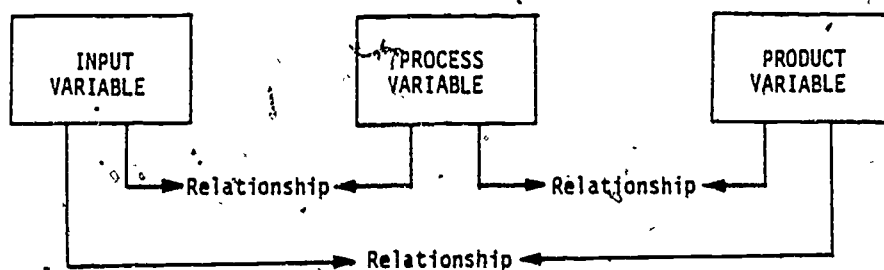 INPUT
VARIABLE
PROCESS
VARIABLE
PRODUCT
VARIABLE
Relationship
Relationship
Relationship